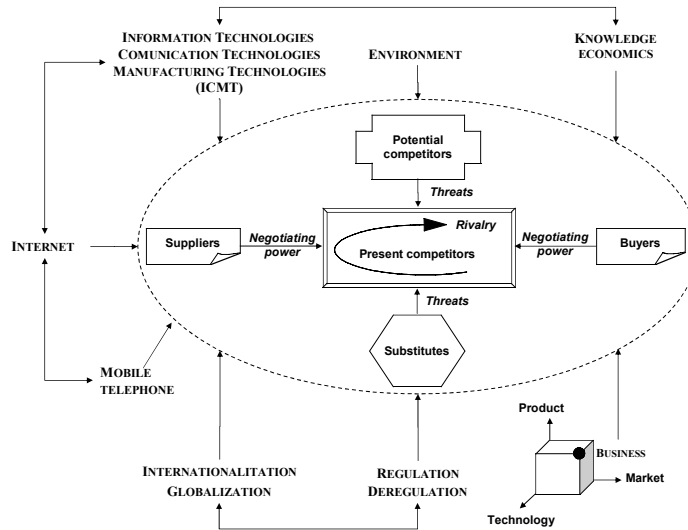 INFORMATION TECHNOLOGIES
COMUNICATION TECHNOLOGIES
MANUFACTURING TECHNOLOGIES
(ICMT)
ENVIRONMENT
KNOWLEDGE
ECONOMICS
Potential
competitors
Threats
Rivalry
INTERNET
Suppliers
Negotiating
power
Present competitors
Negotiating
power
Buyers
Threats
Substitutes
MOBILE
TELEPHONE
Product
INTERNATIONALITATION
GLOBALIZATION
REGULATION
DEREGULATION
BUSINESS
Market
Technology